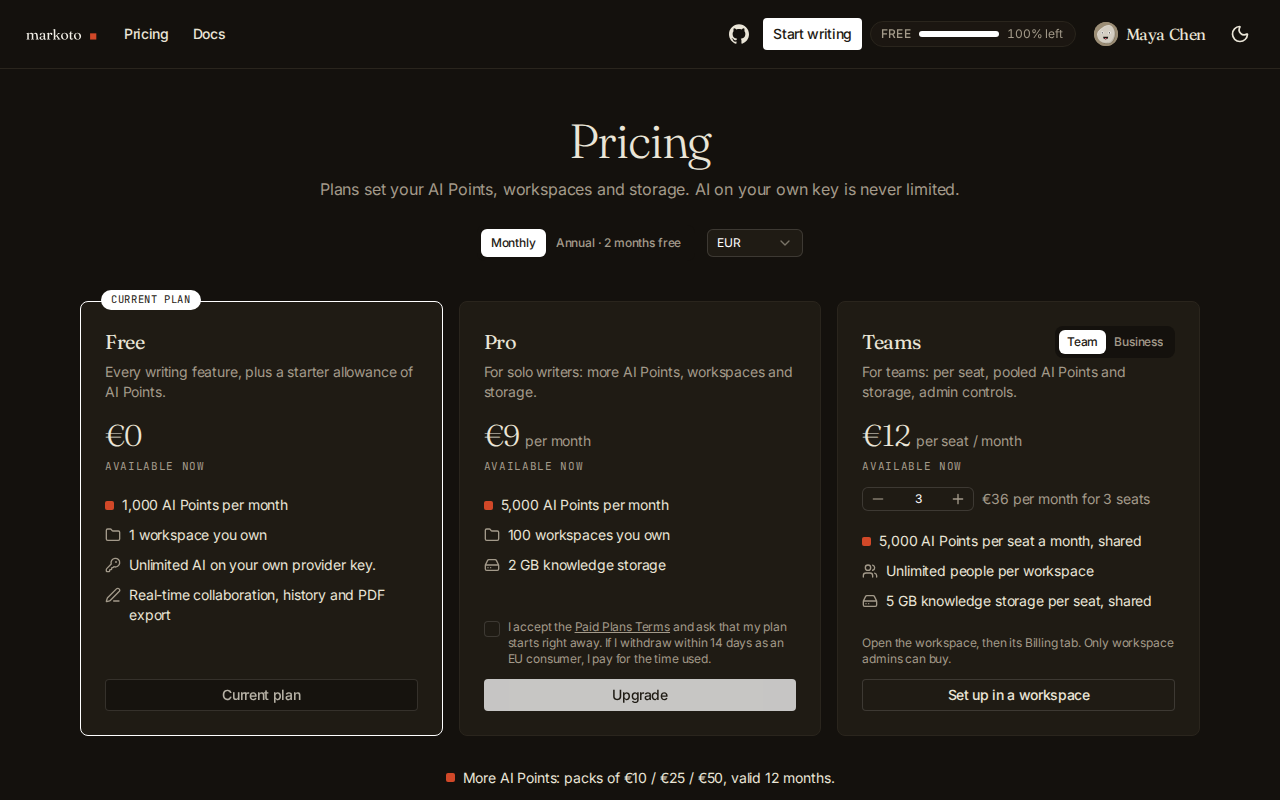 markoto
Pricing
Docs
Start writing
FREE
100% left
Maya Chen
Pricing
Plans set your AI Points, workspaces and storage. AI on your own key is never limited.
Monthly
Annual · 2 months free
EUR
CURRENT PLAN
Free
Every writing feature, plus a starter allowance of
AI Points.
€0
AVAILABLE NOW
1,000 AI Points per month
1 workspace you own
Unlimited AI on your own provider key.
Real-time collaboration, history and PDF
export
Current plan
Pro
For solo writers: more AI Points, workspaces and
storage.
€9 per month
AVAILABLE NOW
5,000 AI Points per month
100 workspaces you own
2 GB knowledge storage
I accept the Paid Plans Terms and ask that my plan
starts right away. If I withdraw within 14 days as an
EU consumer, I pay for the time used.
Upgrade
Teams
Team
Business
For teams: per seat, pooled AI Points and
storage, admin controls.
€12 per seat / month
AVAILABLE NOW
3
€36 per month for 3 seats
5,000 AI Points per seat a month, shared
Unlimited people per workspace
5 GB knowledge storage per seat, shared
Open the workspace, then its Billing tab. Only workspace
admins can buy.
Set up in a workspace
More AI Points: packs of €10 / €25 / €50, valid 12 months.